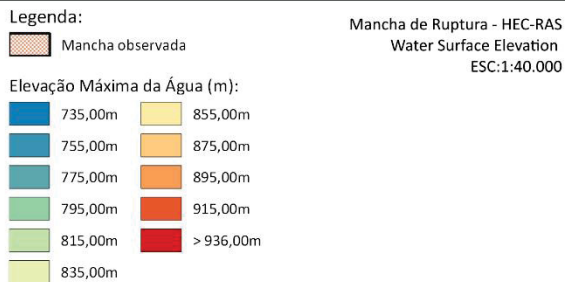 Legenda:
Mancha observada
Elevação Máxima da Água (m):
735,00m
755,00m
775,00m
795,00m
815,00m
835,00m
855,00m
875,00m
895,00m
915,00m
> 936,00m
Mancha de Ruptura - HEC-RAS
Water Surface Elevation
ESC:1:40.000